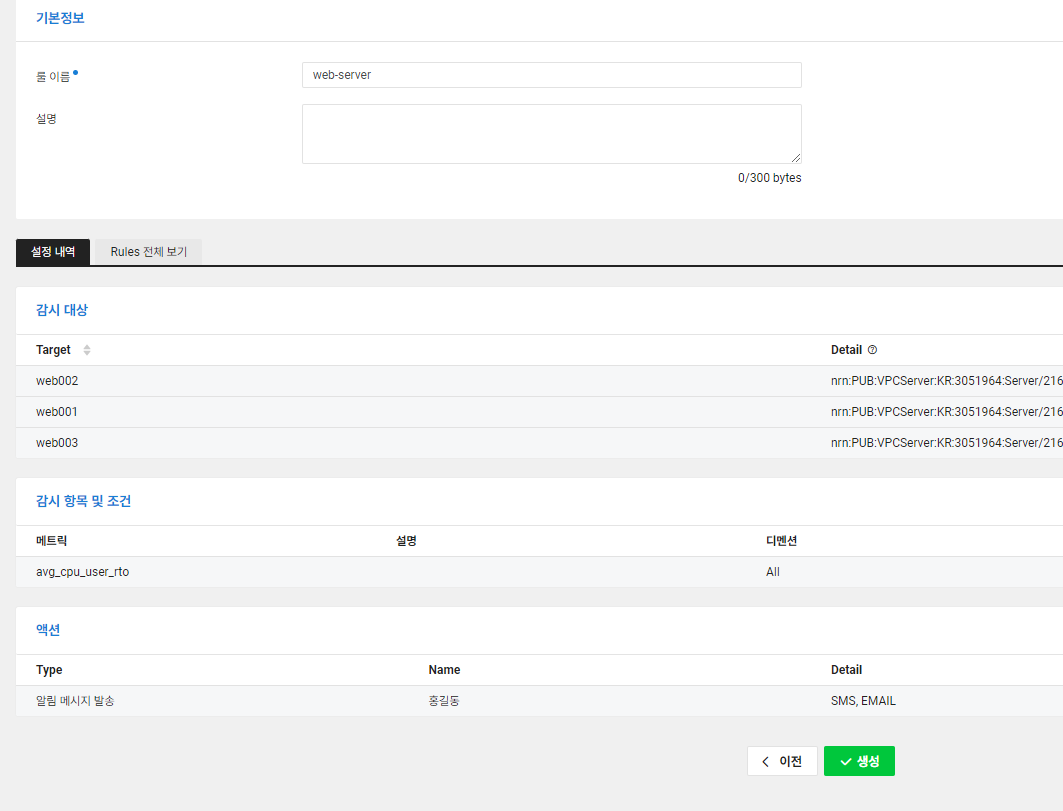 기본정보
룰 이름
web-server
설명
0/300 bytes
설정 내역 Rules 전체 보기
감시 대상
Target Detail
web002 nrn:PUB:VPCServer:KR:3051964:Server/216
web001 nrn:PUB:VPCServer:KR:3051964:Server/216
web003 nrn:PUB:VPCServer:KR:3051964:Server/216
감시 항목 및 조건
메트릭 설명 디멘션
avg_cpu_user_rto All
액션
Type Name Detail
알림 메시지 발송 홍길동 SMS, EMAIL
이전 생성